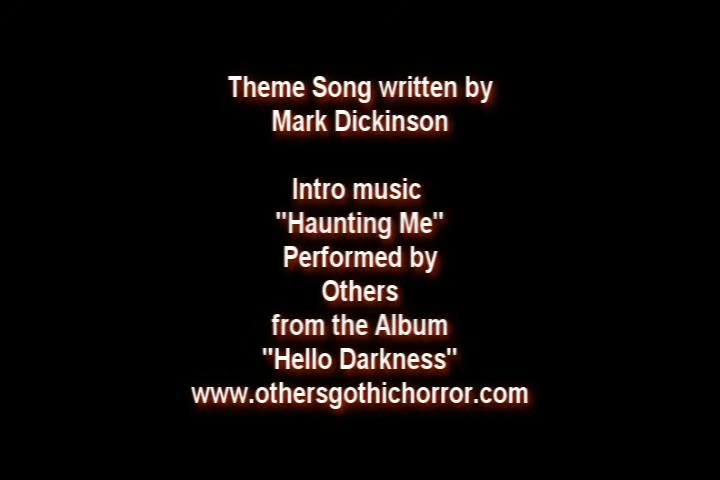 Theme Song written by
Mark Dickinson
Intro music
"Haunting Me"
Performed by
Others
from the Album
"Hello Darkness"
www.othersgothichorror.com